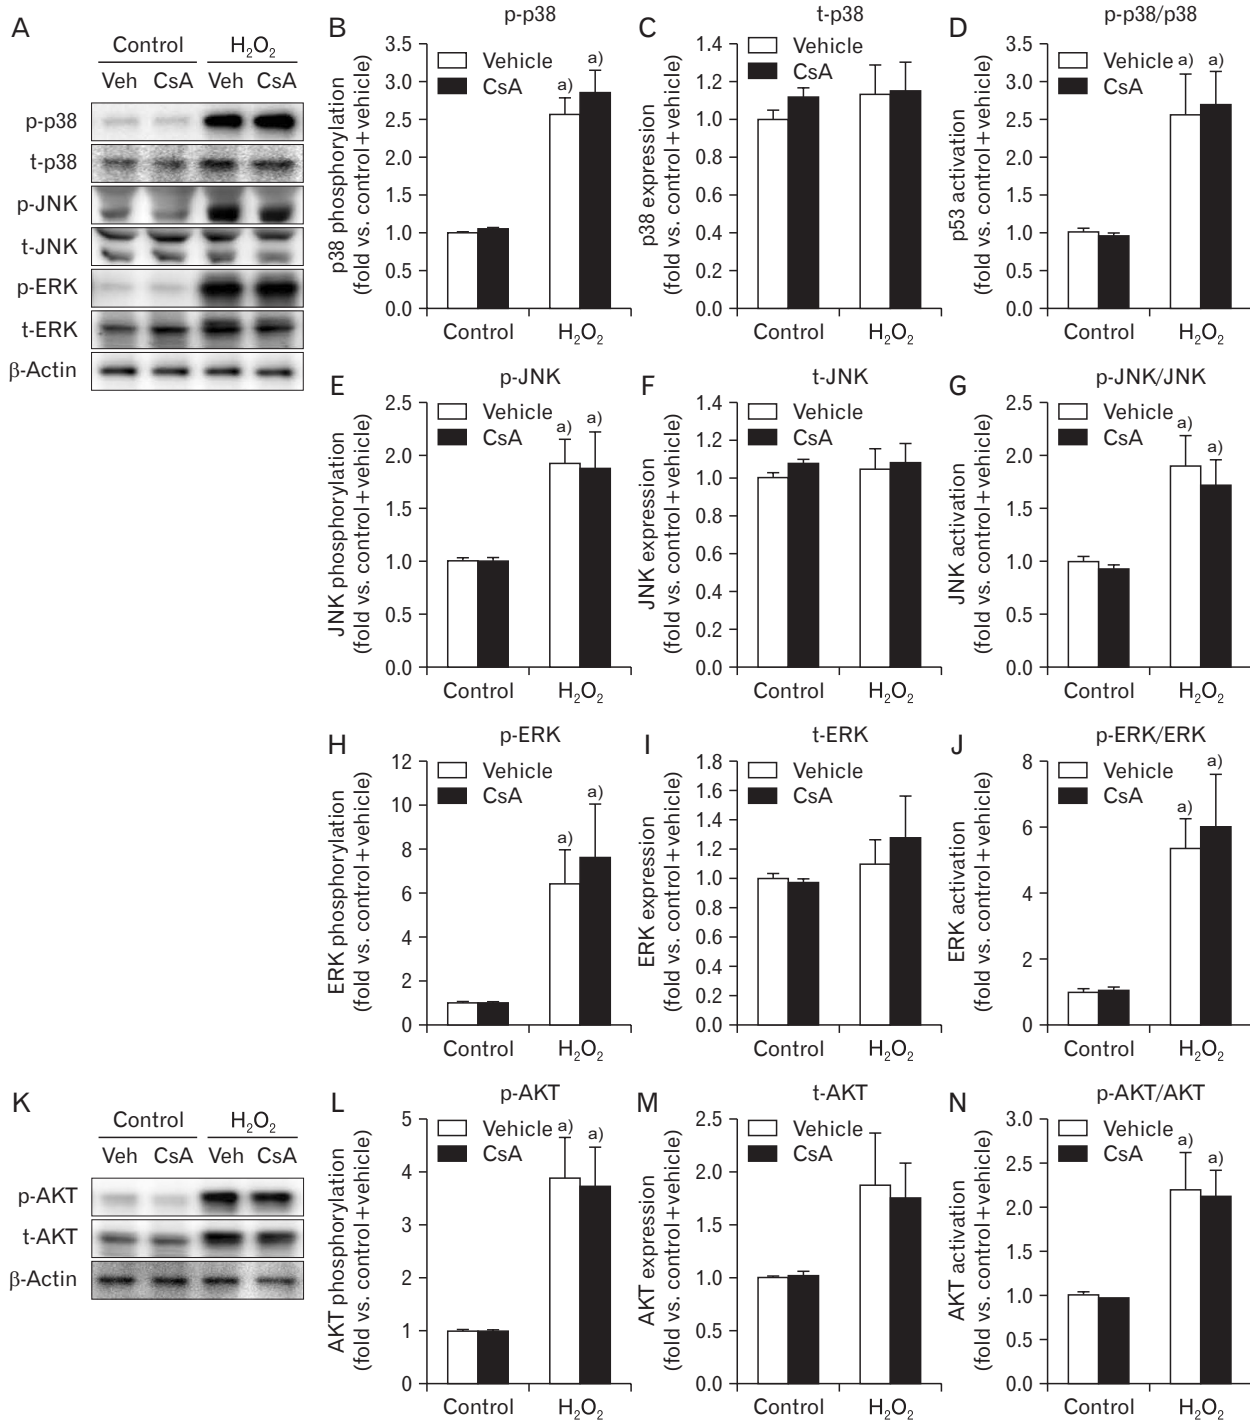 A
Control H₂O₂
Veh CsA Veh CsA
p-p38
t-p38
p-JNK
t-JNK
p-ERK
t-ERK
β-Actin
B
p-p38
p38 phosphorylation
(fold vs. control+vehicle)
3.5
3.0
2.5
2.0
1.5
1.0
0.5
0.0
Vehicle
CsA
a)
a)
Control H₂O₂
C
t-p38
p38 expression
(fold vs. control+vehicle)
1.4
1.2
1.0
0.8
0.6
0.4
0.2
0.0
Vehicle
CsA
Control H₂O₂
D
p-p38/p38
p53 activation
(fold vs. control+vehicle)
3.5
3.0
2.5
2.0
1.5
1.0
0.5
0.0
Vehicle
CsA
a)
a)
Control H₂O₂
E
p-JNK
JNK phosphorylation
(fold vs. control+vehicle)
2.5
2.0
1.5
1.0
0.5
0.0
Vehicle
CsA
a)
a)
Control H₂O₂
F
t-JNK
JNK expression
(fold vs. control+vehicle)
1.4
1.2
1.0
0.8
0.6
0.4
0.2
0.0
Vehicle
CsA
Control H₂O₂
G
p-JNK/JNK
JNK activation
(fold vs. control+vehicle)
2.5
2.0
1.5
1.0
0.5
0.0
Vehicle
CsA
a)
a)
Control H₂O₂
H
p-ERK
ERK phosphorylation
(fold vs. control+vehicle)
12
10
8
6
4
2
0
Vehicle
CsA
a)
a)
Control H₂O₂
I
t-ERK
ERK expression
(fold vs. control+vehicle)
1.8
1.6
1.4
1.2
1.0
0.8
0.6
0.4
0.2
0.0
Vehicle
CsA
Control H₂O₂
J
p-ERK/ERK
ERK activation
(fold vs. control+vehicle)
8
6
4
2
0
Vehicle
CsA
a)
a)
Control H₂O₂
K
Control H₂O₂
Veh CsA Veh CsA
p-AKT
t-AKT
β-Actin
L
p-AKT
AKT phosphorylation
(fold vs. control+vehicle)
5
4
3
2
1
0
Vehicle
CsA
a)
a)
Control H₂O₂
M
t-AKT
AKT expression
(fold vs. control+vehicle)
2.5
2.0
1.5
1.0
0.5
0.0
Vehicle
CsA
Control H₂O₂
N
p-AKT/AKT
AKT activation
(fold vs. control+vehicle)
3.0
2.5
2.0
1.5
1.0
0.5
0.0
Vehicle
CsA
a)
a)
Control H₂O₂